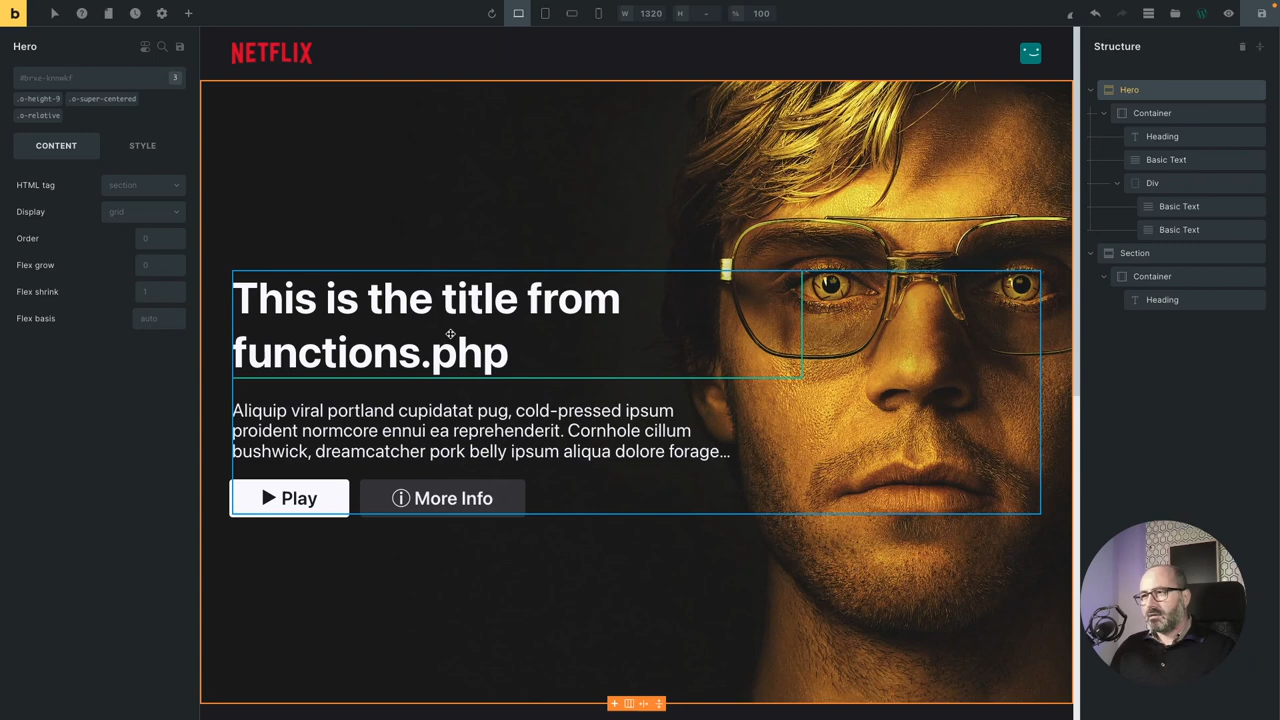 b
W 1320 H - % 100
Hero
#brxe-knnwkf 3
.o-height-9 .o-super-centered
.o-relative
CONTENT STYLE
HTML tag section
Display grid
Order 0
Flex grow 0
Flex shrink 1
Flex basis auto
NETFLIX
This is the title from
functions.php
Aliquip viral portland cupidatat pug, cold-pressed ipsum
proident normcore ennui ea reprehenderit. Cornhole cillum
bushwick, dreamcatcher pork belly ipsum aliqua dolore forage...
▶ Play ⓘ More Info
Structure
Hero
Container
Heading
Basic Text
Div
Basic Text
Basic Text
Section
Container
Heading